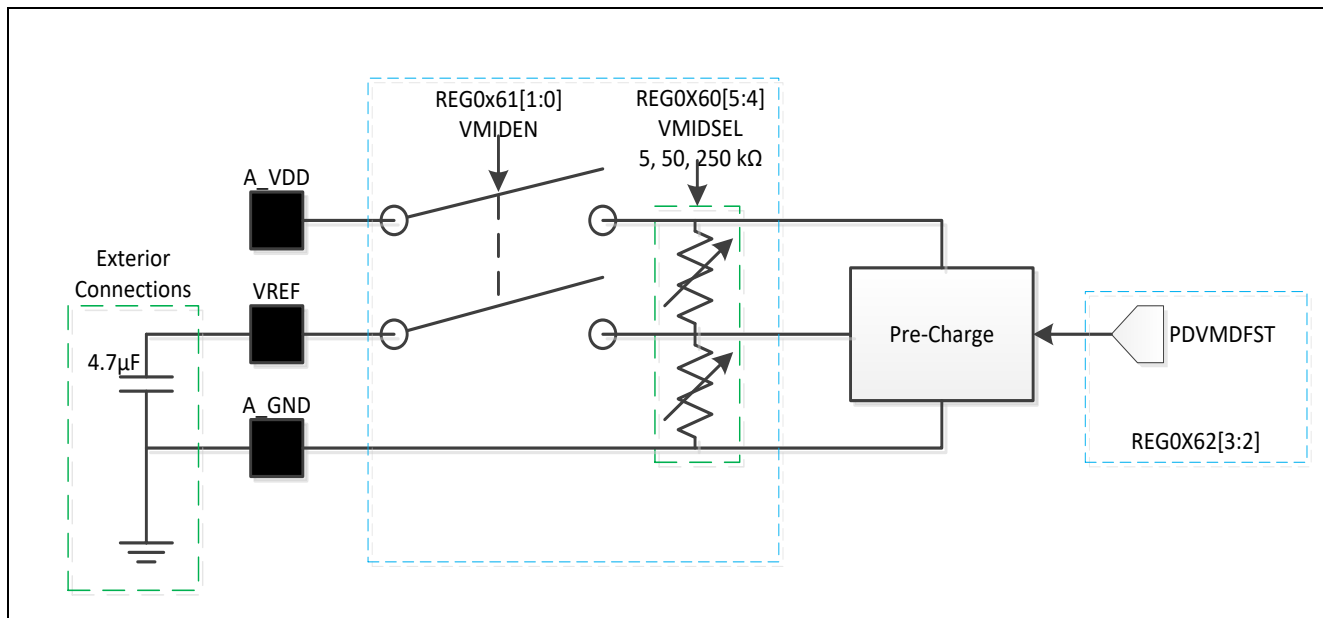 REG0x61[1:0]
VMIDEN
REG0X60[5:4]
VMIDSEL
5, 50, 250 kΩ
A_VDD
Exterior
Connections
VREF
4.7µF
A_GND
Pre-Charge
PDVMDFST
REG0X62[3:2]